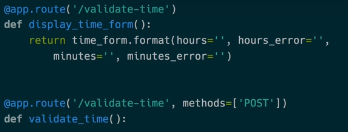 @app.route('/validate-time')
def display_time_form():
    return time_form.format(hours='', hours_error='',
        minutes='', minutes_error='')
@app.route('/validate-time', methods=['POST'])
def validate_time():